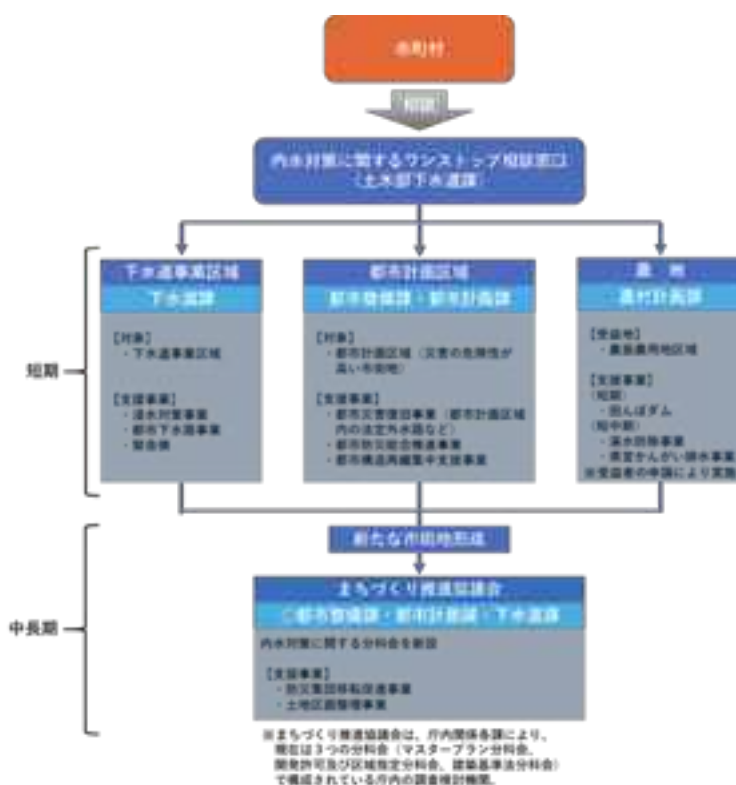 市町村
相談
内水対策に関するワンストップ相談窓口
（土木部下水道課）
短期
下水道事業区域
下水道課
【対象】
・下水道事業区域
【支援事業】
・浸水対策事業
・都市下水路事業
都市計画区域
都市整備課・都市計画課
【対象】
・都市計画区域（災害の危険性が
高い市街地）
【支援事業】
・都市災害復旧事業（都市計画区域
内の法定外水路など）
・都市防災総合推進事業
・都市構造再編集中支援事業
農　地
農村計画課
【受益地】
・農振農用地区域
【支援事業】
（短期）
・田んぼダム
（短中期）
・湛水防除事業
・県営かんがい排水事業
※受益者の申請により実施
中長期
新たな市街地形成
まちづくり推進協議会
○都市整備課・都市計画課・下水道課
内水対策に関する分科会を新設
【支援事業】
・防災集団移転促進事業
・土地区画整理事業
※まちづくり推進協議会は、庁内関係各課により、
現在は３つの分科会（マスタープラン分科会、
開発許可及び区域指定分科会、建築基準法分科会）
で構成されている庁内の調査検討機関。